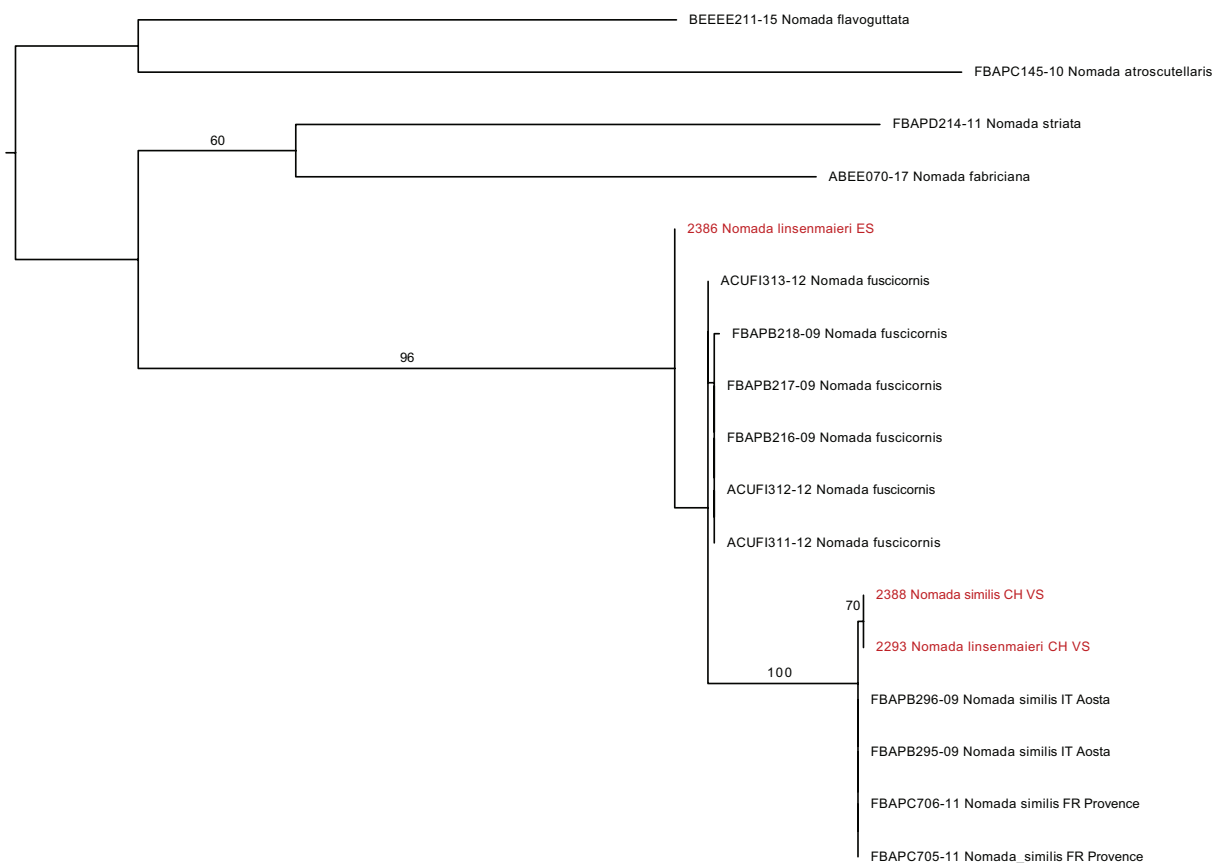 BEEEE211-15 Nomada flavoguttata
FBAPC145-10 Nomada atroscutellaris
FBAPD214-11 Nomada striata
60
ABEE070-17 Nomada fabriciana
2386 Nomada linsenmaieri ES
ACUFI313-12 Nomada fuscicornis
FBAPB218-09 Nomada fuscicornis
96
FBAPB217-09 Nomada fuscicornis
FBAPB216-09 Nomada fuscicornis
ACUFI312-12 Nomada fuscicornis
ACUFI311-12 Nomada fuscicornis
2388 Nomada similis CH VS
70
2293 Nomada linsenmaieri CH VS
100
FBAPB296-09 Nomada similis IT Aosta
FBAPB295-09 Nomada similis IT Aosta
FBAPC706-11 Nomada similis FR Provence
FBAPC705-11 Nomada_similis FR Provence